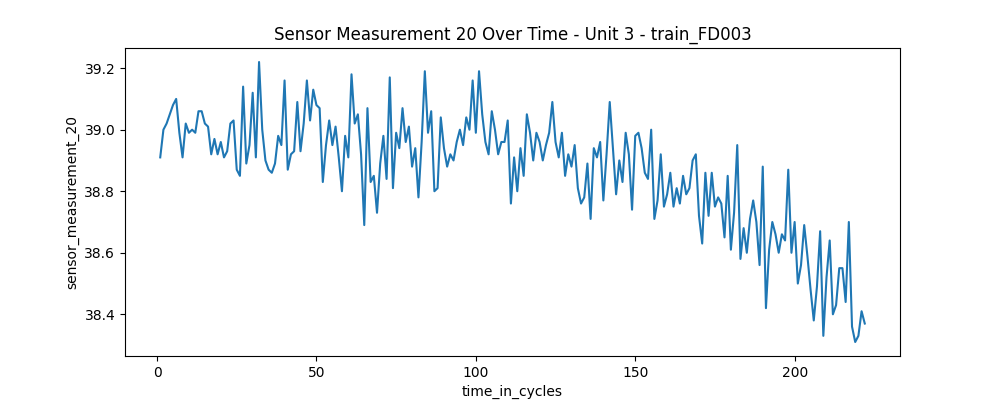 Sensor Measurement 20 Over Time - Unit 3 - train_FD003
39.2
39.0
38.8
38.6
38.4
sensor_measurement_20
0 50 100 150 200
time_in_cycles